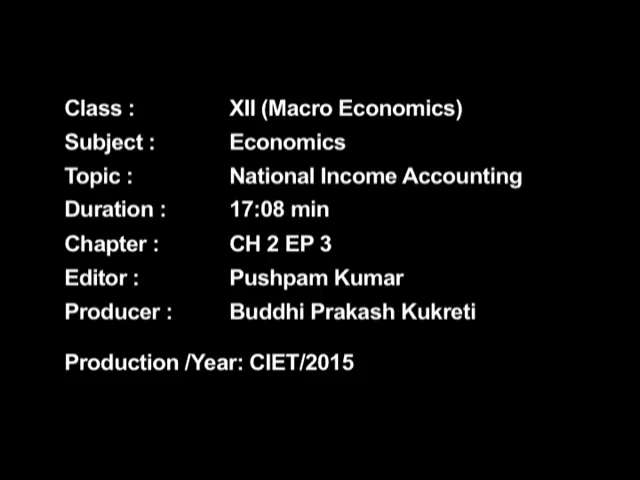 Class : XII (Macro Economics)
Subject : Economics
Topic : National Income Accounting
Duration : 17:08 min
Chapter : CH 2 EP 3
Editor : Pushpam Kumar
Producer : Buddhi Prakash Kukreti
Production /Year: CIET/2015